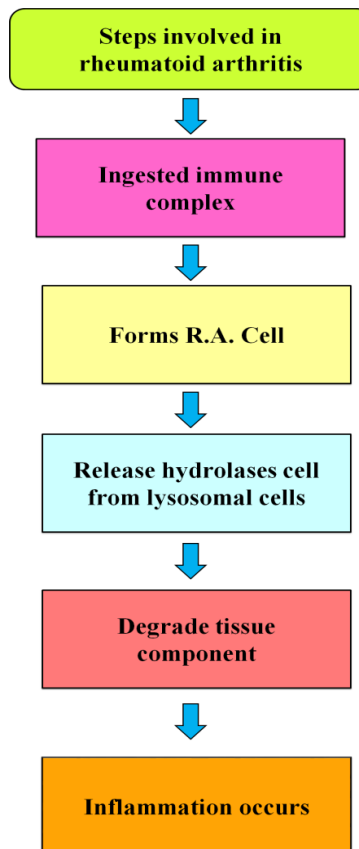 Steps involved in
rheumatoid arthritis
Ingested immune
complex
Forms R.A. Cell
Release hydrolases cell
from lysosomal cells
Degrade tissue
component
Inflammation occurs